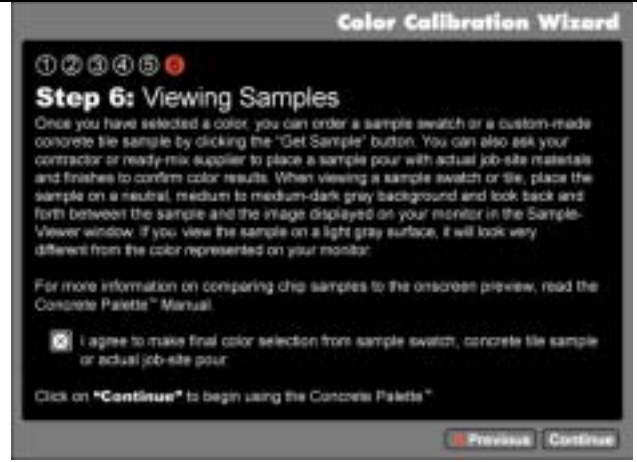 Color Calibration Wizard
① ② ③ ④ ⑤ ⑥
Step 6: Viewing Samples
Once you have selected a color, you can order a sample swatch or a custom-made
concrete tile sample by clicking the "Get Sample" button. You can also ask your
contractor or ready-mix supplier to place a sample pour with actual job-site materials
and finishes to confirm color results. When viewing a sample swatch or tile, place the
sample on a neutral, medium to medium-dark gray background and look back and
forth between the sample and the image displayed on your monitor in the Sample-
Viewer window. If you view the sample on a light gray surface, it will look very
different from the color represented on your monitor.
For more information on comparing chip samples to the onscreen preview, read the
Concrete Palette™ Manual.
I agree to make final color selection from sample swatch, concrete tile sample
or actual job-site pour
Click on "Continue" to begin using the Concrete Palette™
Previous Continue